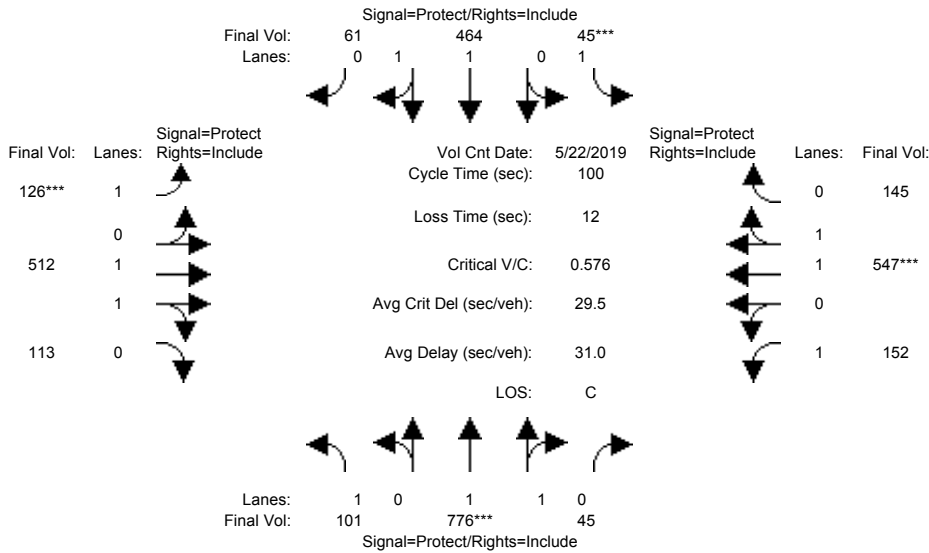 Signal=Protect/Rights=Include
Final Vol: 61 464 45***
Lanes: 0 1 1 0 1
Signal=Protect Signal=Protect
Final Vol: Lanes: Rights=Include Vol Cnt Date: 5/22/2019 Rights=Include Lanes: Final Vol:
Cycle Time (sec): 100
126*** 1 0 145
Loss Time (sec): 12
0 1
512 1 Critical V/C: 0.576 1 547***
1 Avg Crit Del (sec/veh): 29.5 0
113 0 Avg Delay (sec/veh): 31.0 1 152
LOS: C
Lanes: 1 0 1 1 0
Final Vol: 101 776*** 45
Signal=Protect/Rights=Include